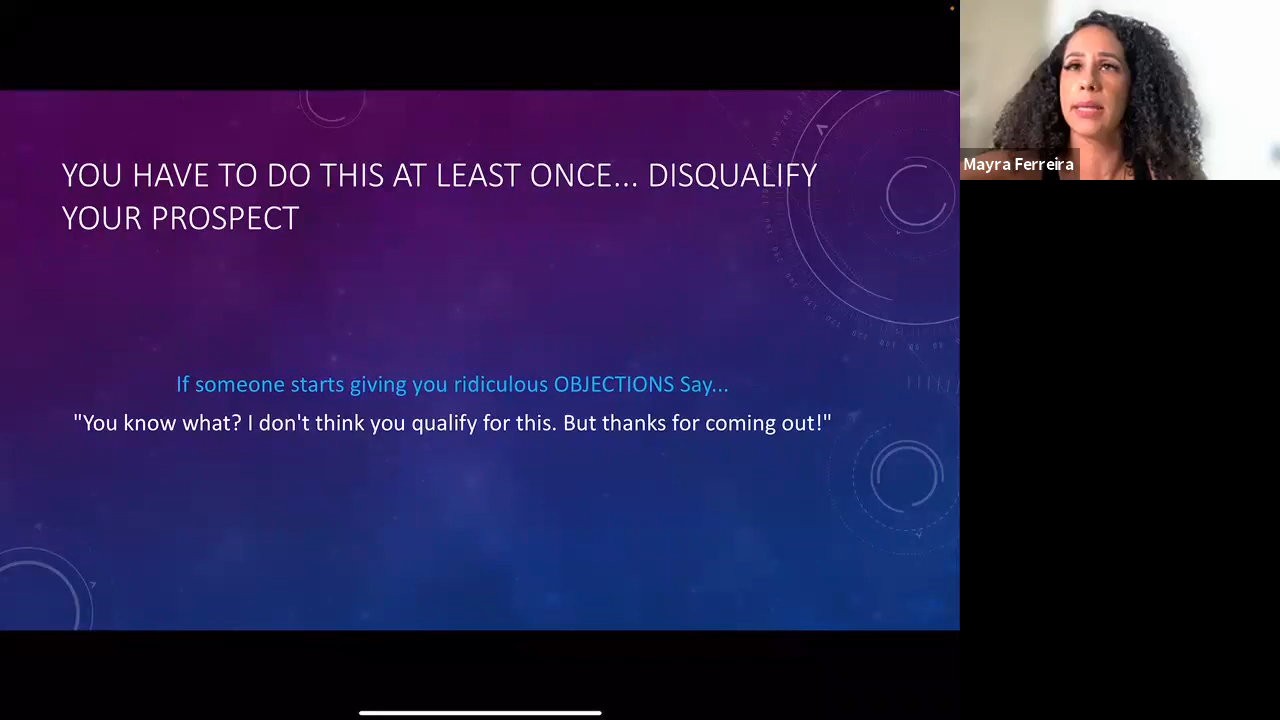 YOU HAVE TO DO THIS AT LEAST ONCE... DISQUALIFY
YOUR PROSPECT
If someone starts giving you ridiculous OBJECTIONS Say...
"You know what? I don't think you qualify for this. But thanks for coming out!"
Mayra Ferreira